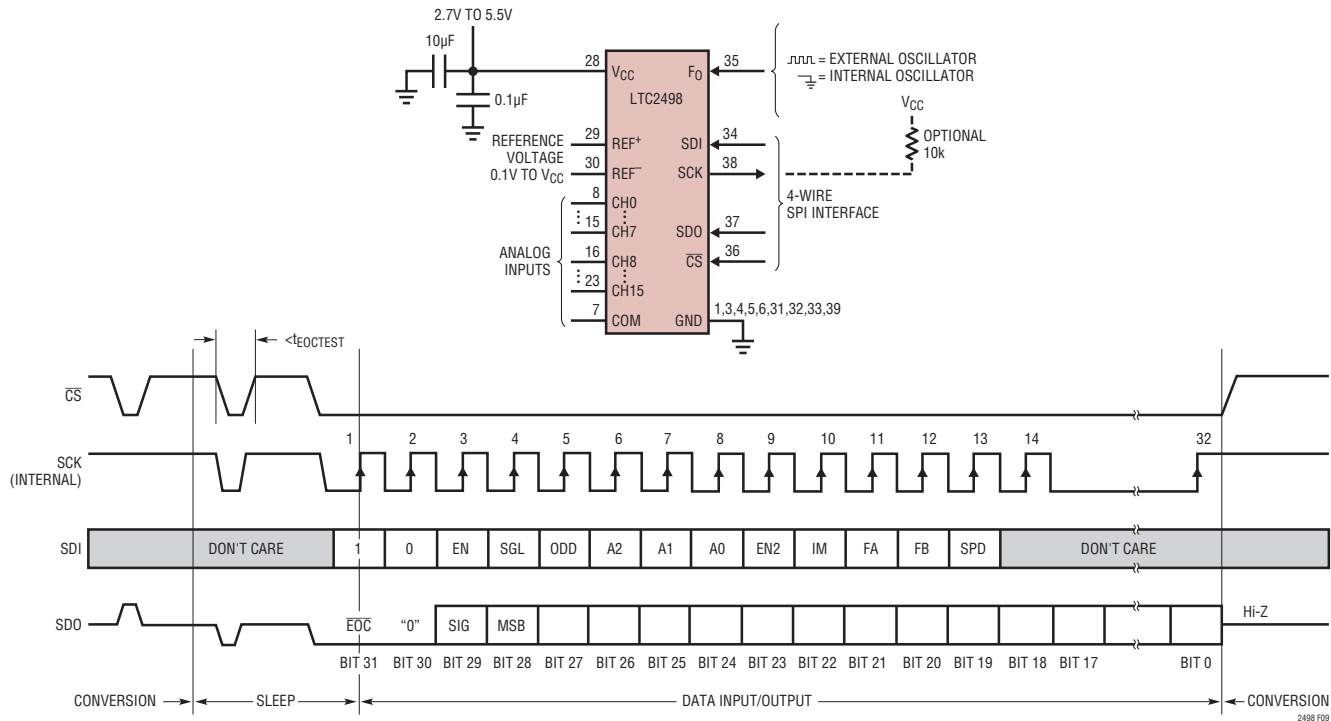 2.7V TO 5.5V
10µF
0.1µF
28
VCC
LTC2498
FO
35
= EXTERNAL OSCILLATOR
= INTERNAL OSCILLATOR
VCC
OPTIONAL
10k
REFERENCE
VOLTAGE
0.1V TO VCC
29
REF+
30
REF–
SDI
34
SCK
38
4-WIRE
SPI INTERFACE
SDO
37
CS
36
ANALOG
INPUTS
8
CH0
15
CH7
16
CH8
23
CH15
7
COM
GND
1,3,4,5,6,31,32,33,39
<tEOCTEST
CS
SCK
(INTERNAL)
1 2 3 4 5 6 7 8 9 10 11 12 13 14 32
SDI
DON'T CARE 1 0 EN SGL ODD A2 A1 A0 EN2 IM FA FB SPD DON'T CARE
SDO
EOC "0" SIG MSB
Hi-Z
BIT 31 BIT 30 BIT 29 BIT 28 BIT 27 BIT 26 BIT 25 BIT 24 BIT 23 BIT 22 BIT 21 BIT 20 BIT 19 BIT 18 BIT 17 BIT 0
CONVERSION SLEEP DATA INPUT/OUTPUT CONVERSION
2498 F09